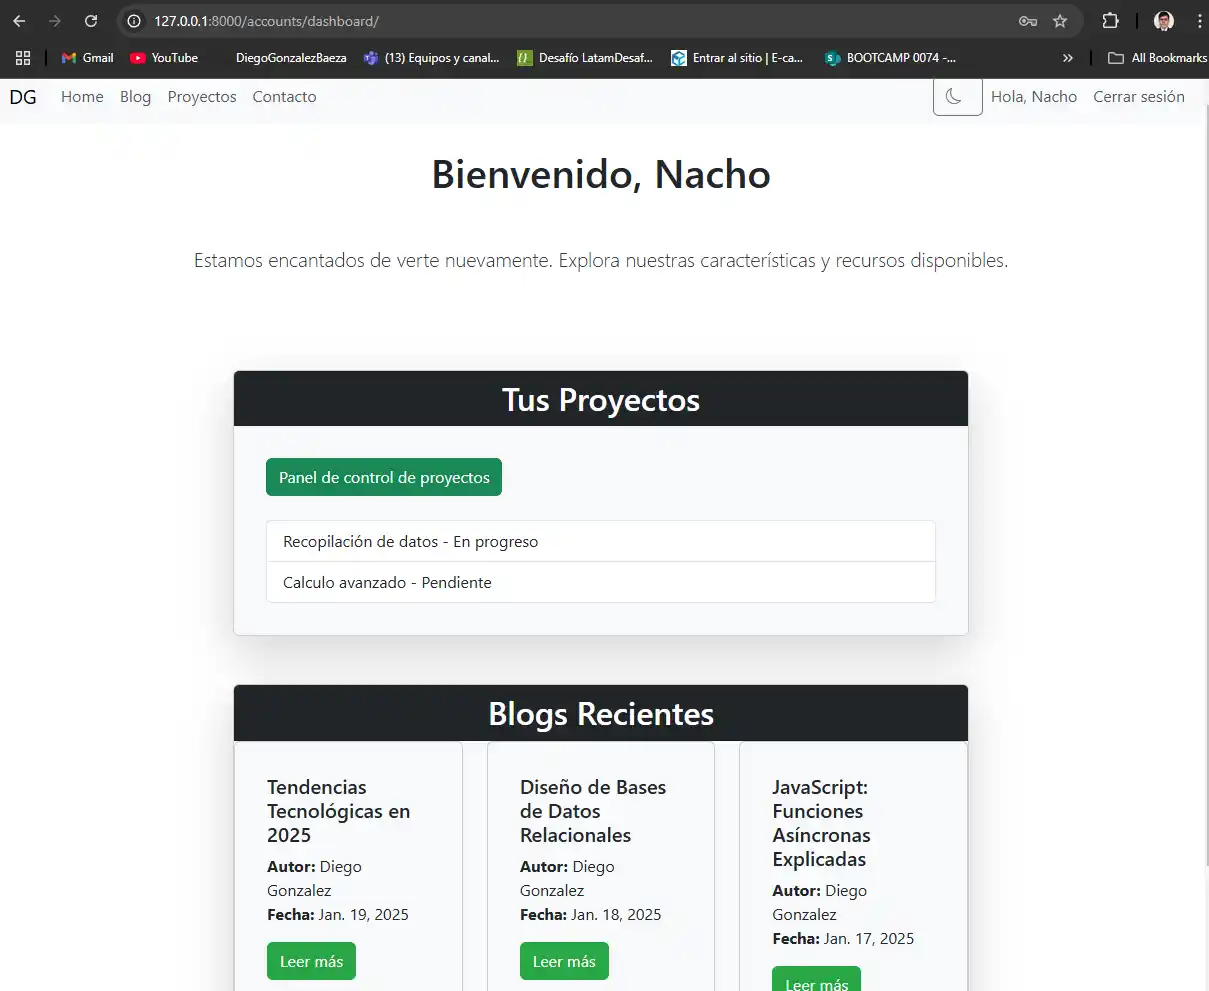 127.0.0.1:8000/accounts/dashboard/
Gmail YouTube DiegoGonzalezBaeza (13) Equipos y canal... Desafío LatamDesaf... Entrar al sitio | E-ca... BOOTCAMP 0074 -... » All Bookmarks
DG Home Blog Proyectos Contacto Hola, Nacho Cerrar sesión
Bienvenido, Nacho
Estamos encantados de verte nuevamente. Explora nuestras características y recursos disponibles.
Tus Proyectos
Panel de control de proyectos
Recopilación de datos - En progreso
Calculo avanzado - Pendiente
Blogs Recientes
Tendencias
Tecnológicas en
2025
Autor: Diego
Gonzalez
Fecha: Jan. 19, 2025
Leer más
Diseño de Bases
de Datos
Relacionales
Autor: Diego
Gonzalez
Fecha: Jan. 18, 2025
Leer más
JavaScript:
Funciones
Asíncronas
Explicadas
Autor: Diego
Gonzalez
Fecha: Jan. 17, 2025
Leer más